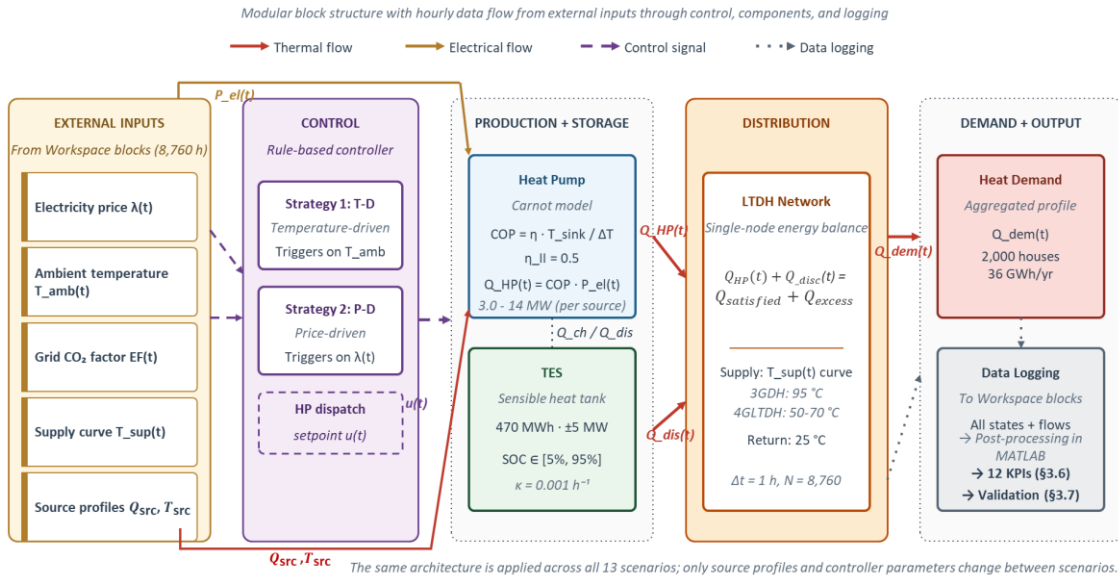 Modular block structure with hourly data flow from external inputs through control, components, and logging
Thermal flow
Electrical flow
Control signal
Data logging
P_el(t)
EXTERNAL INPUTS
From Workspace blocks (8,760 h)
Electricity price λ(t)
Ambient temperature
T_amb(t)
Grid CO₂ factor EF(t)
Supply curve T_sup(t)
Source profiles Q_src, T_src
CONTROL
Rule-based controller
Strategy 1: T-D
Temperature-driven
Triggers on T_amb
Strategy 2: P-D
Price-driven
Triggers on λ(t)
HP dispatch
setpoint u(t)
u(t)
Q_src ,T_src
PRODUCTION + STORAGE
Heat Pump
Carnot model
COP = η · T_sink / ΔT
η_II = 0.5
Q_HP(t) = COP · P_el(t)
3.0 - 14 MW (per source)
Q_ch / Q_dis
TES
Sensible heat tank
470 MWh · ±5 MW
SOC ∈ [5%, 95%]
κ = 0.001 h⁻¹
Q_HP(t)
Q_dis(t)
DISTRIBUTION
LTDH Network
Single-node energy balance
Q_HP(t) + Q_disc(t) =
Q_satisfied + Q_excess
Supply: T_sup(t) curve
3GDH: 95 °C
4GLTDH: 50-70 °C
Return: 25 °C
Δt = 1 h, N = 8,760
Q_dem(t)
DEMAND + OUTPUT
Heat Demand
Aggregated profile
Q_dem(t)
2,000 houses
36 GWh/yr
Data Logging
To Workspace blocks
All states + flows
→ Post-processing in
MATLAB
→ 12 KPIs (§3.6)
→ Validation (§3.7)
The same architecture is applied across all 13 scenarios; only source profiles and controller parameters change between scenarios.